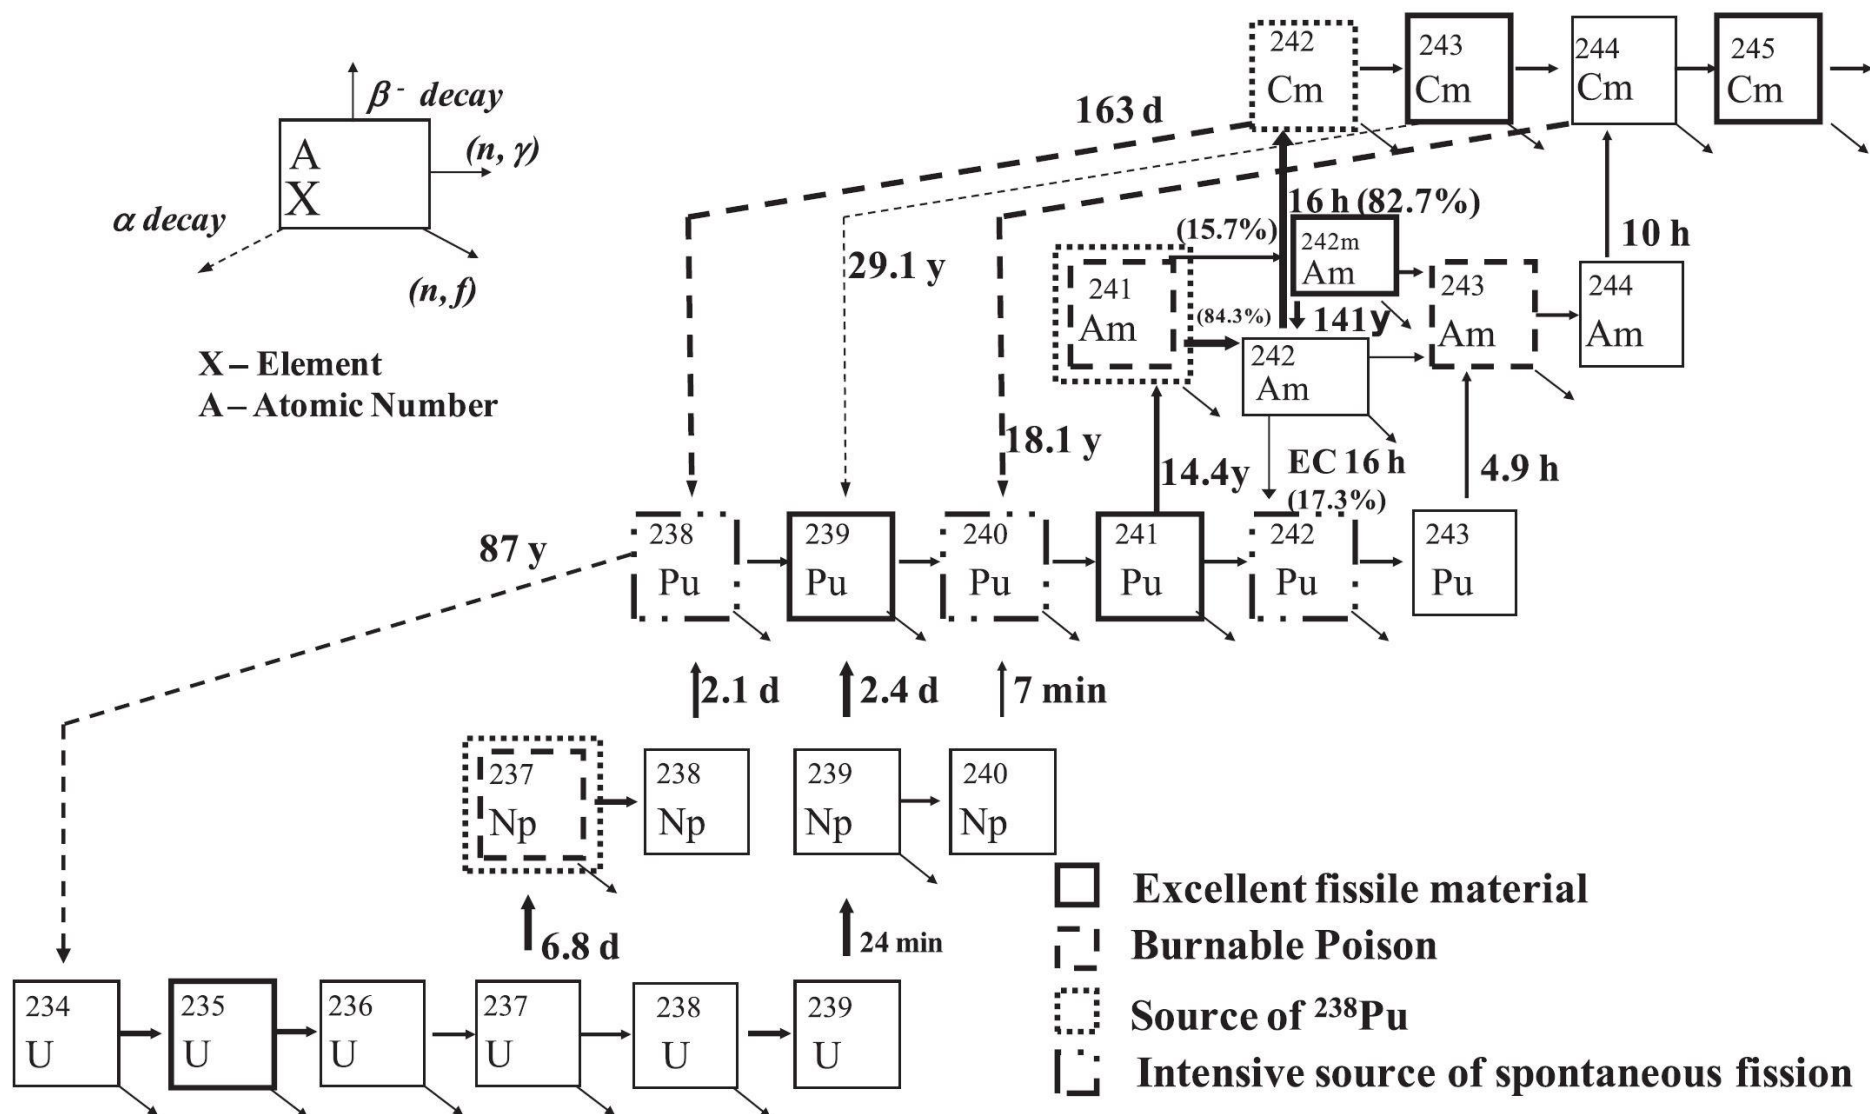 β- decay
A
X
(n, γ)
α decay
(n, f)
X – Element
A – Atomic Number
242
Cm
243
Cm
244
Cm
245
Cm
163 d
16 h (82.7%)
(15.7%)
242m
Am
10 h
29.1 y
241
Am
(84.3%)
141y
243
Am
244
Am
242
Am
18.1 y
14.4y
EC 16 h
(17.3%)
4.9 h
87 y
238
Pu
239
Pu
240
Pu
241
Pu
242
Pu
243
Pu
2.1 d
2.4 d
7 min
237
Np
238
Np
239
Np
240
Np
6.8 d
24 min
234
U
235
U
236
U
237
U
238
U
239
U
Excellent fissile material
Burnable Poison
Source of 238Pu
Intensive source of spontaneous fission